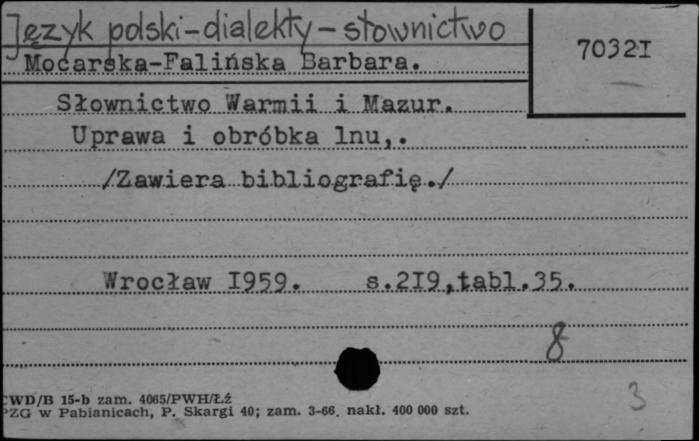 Język polski-dialekty-słownictwo
70321
Mocarska-Falińska Barbara.
Słownictwo Warmii i Mazur.
Uprawa i obróbka lnu,.
/Zawiera bibliografię./
Wrocław 1959. s.219,tabl.35.
8
3
WD/B 15-b zam. 4065/PWH/Łź
PZG w Pabianicach, P. Skargi 40; zam. 3-66. nakł. 400 000 szt.